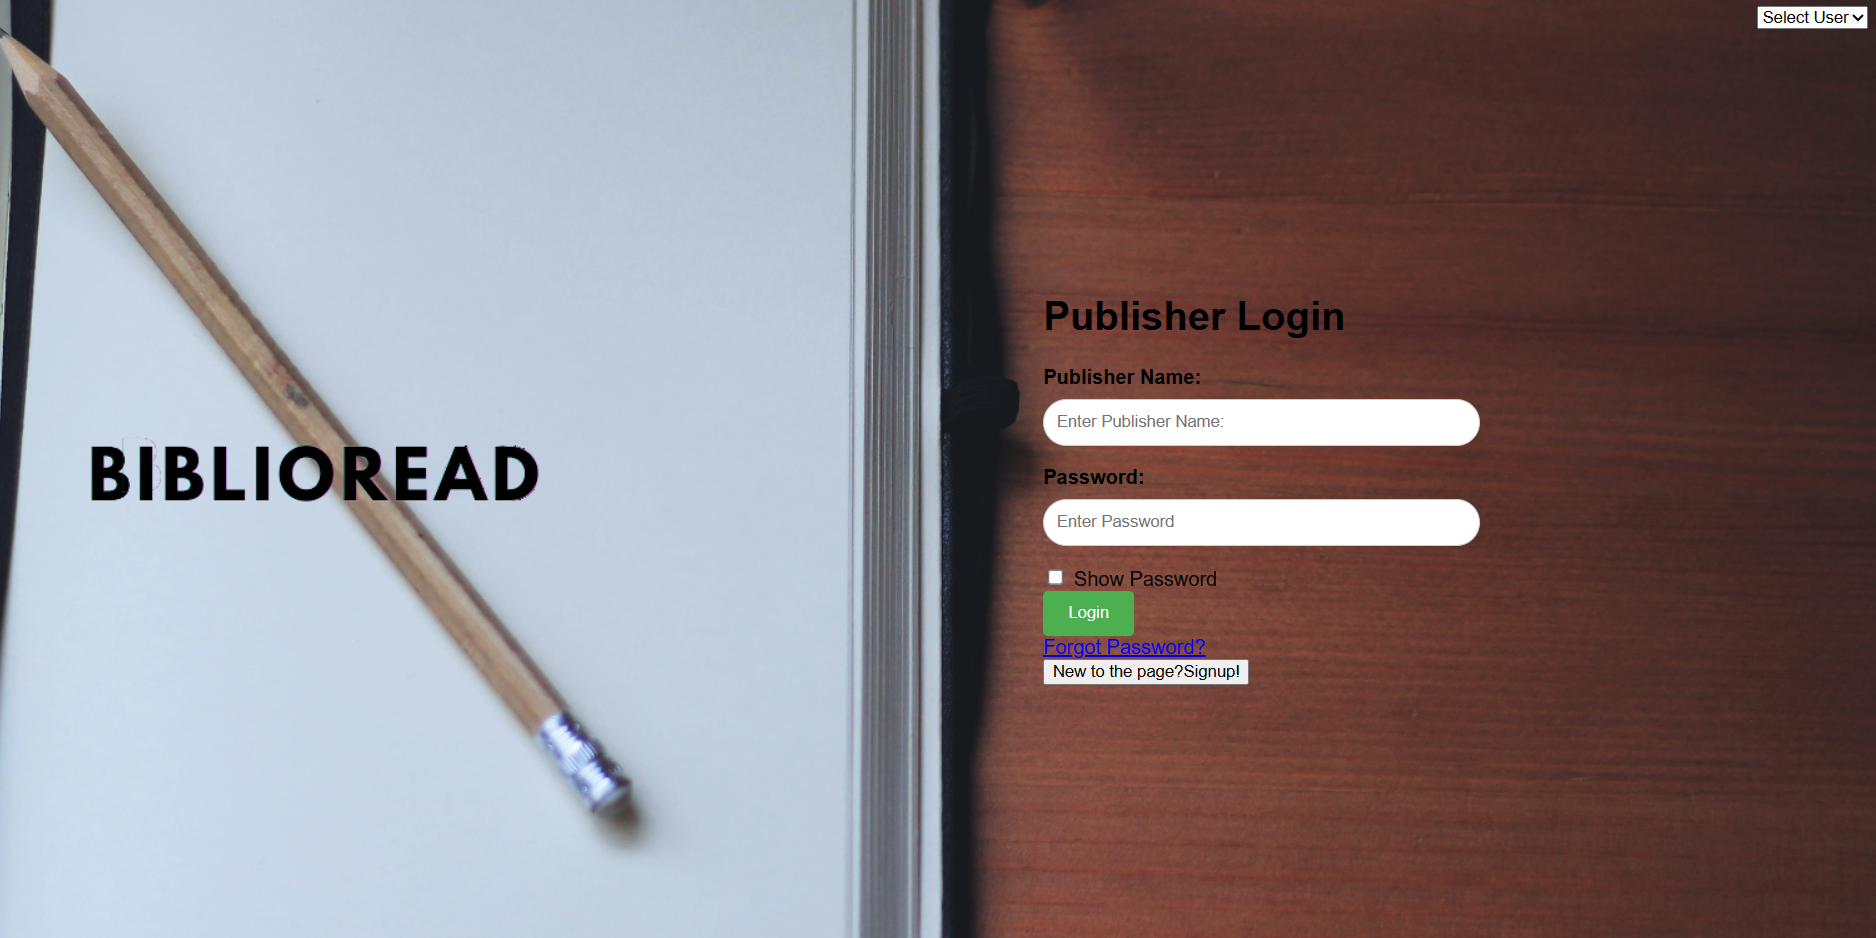 Select User
BIBLIOREAD
Publisher Login
Publisher Name:
Enter Publisher Name:
Password:
Enter Password
Show Password
Login
Forgot Password?
New to the page?Signup!